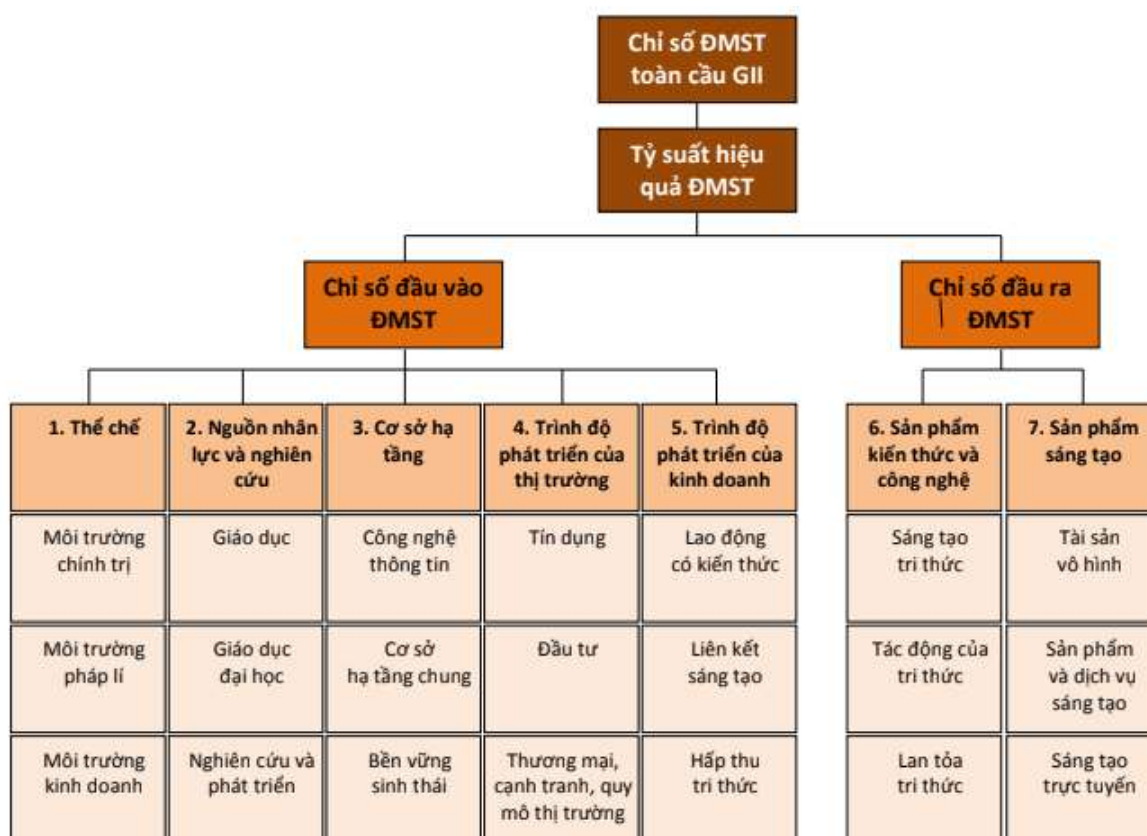 Chỉ số ĐMST
toàn cầu GII
Tỷ suất hiệu
quả ĐMST
Chỉ số đầu vào
ĐMST
Chỉ số đầu ra
ĐMST
1. Thể chế
2. Nguồn nhân
lực và nghiên
cứu
3. Cơ sở hạ
tầng
4. Trình độ
phát triển của
thị trường
5. Trình độ
phát triển của
kinh doanh
6. Sản phẩm
kiến thức và
công nghệ
7. Sản phẩm
sáng tạo
Môi trường
chính trị
Giáo dục
Công nghệ
thông tin
Tín dụng
Lao động
có kiến thức
Sáng tạo
tri thức
Tài sản
vô hình
Môi trường
pháp lí
Giáo dục
đại học
Cơ sở
hạ tầng chung
Đầu tư
Liên kết
sáng tạo
Tác động của
tri thức
Sản phẩm
và dịch vụ
sáng tạo
Môi trường
kinh doanh
Nghiên cứu và
phát triển
Bền vững
sinh thái
Thương mại,
cạnh tranh, quy
mô thị trường
Hấp thu
tri thức
Lan tỏa
tri thức
Sáng tạo
trực tuyến